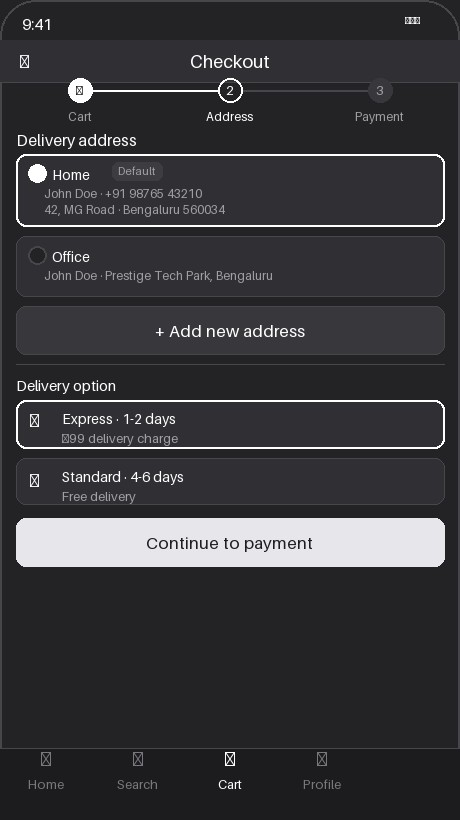 9:41
Checkout
2
3
Cart
Address
Payment
Delivery address
Home
Default
John Doe · +91 98765 43210
42, MG Road · Bengaluru 560034
Office
John Doe · Prestige Tech Park, Bengaluru
+ Add new address
Delivery option
Express · 1-2 days
99 delivery charge
Standard · 4-6 days
Free delivery
Continue to payment
Home
Search
Cart
Profile